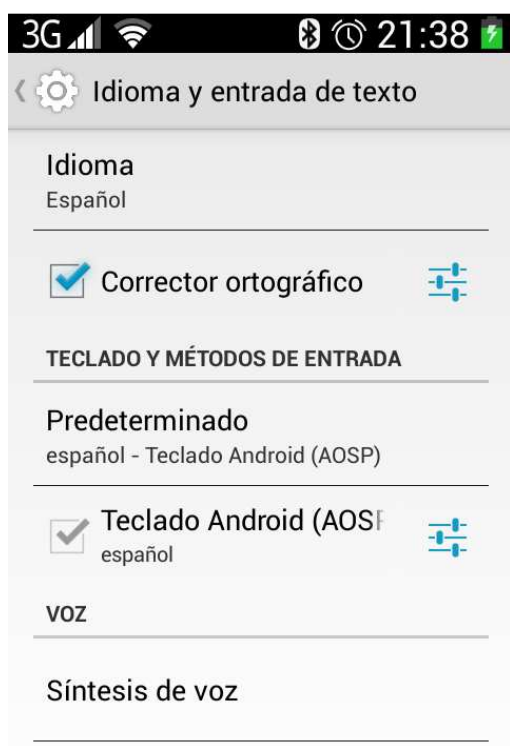 3G 21:38
Idioma y entrada de texto
Idioma
Español
Corrector ortográfico
TECLADO Y MÉTODOS DE ENTRADA
Predeterminado
español - Teclado Android (AOSP)
Teclado Android (AOSP
español
VOZ
Síntesis de voz